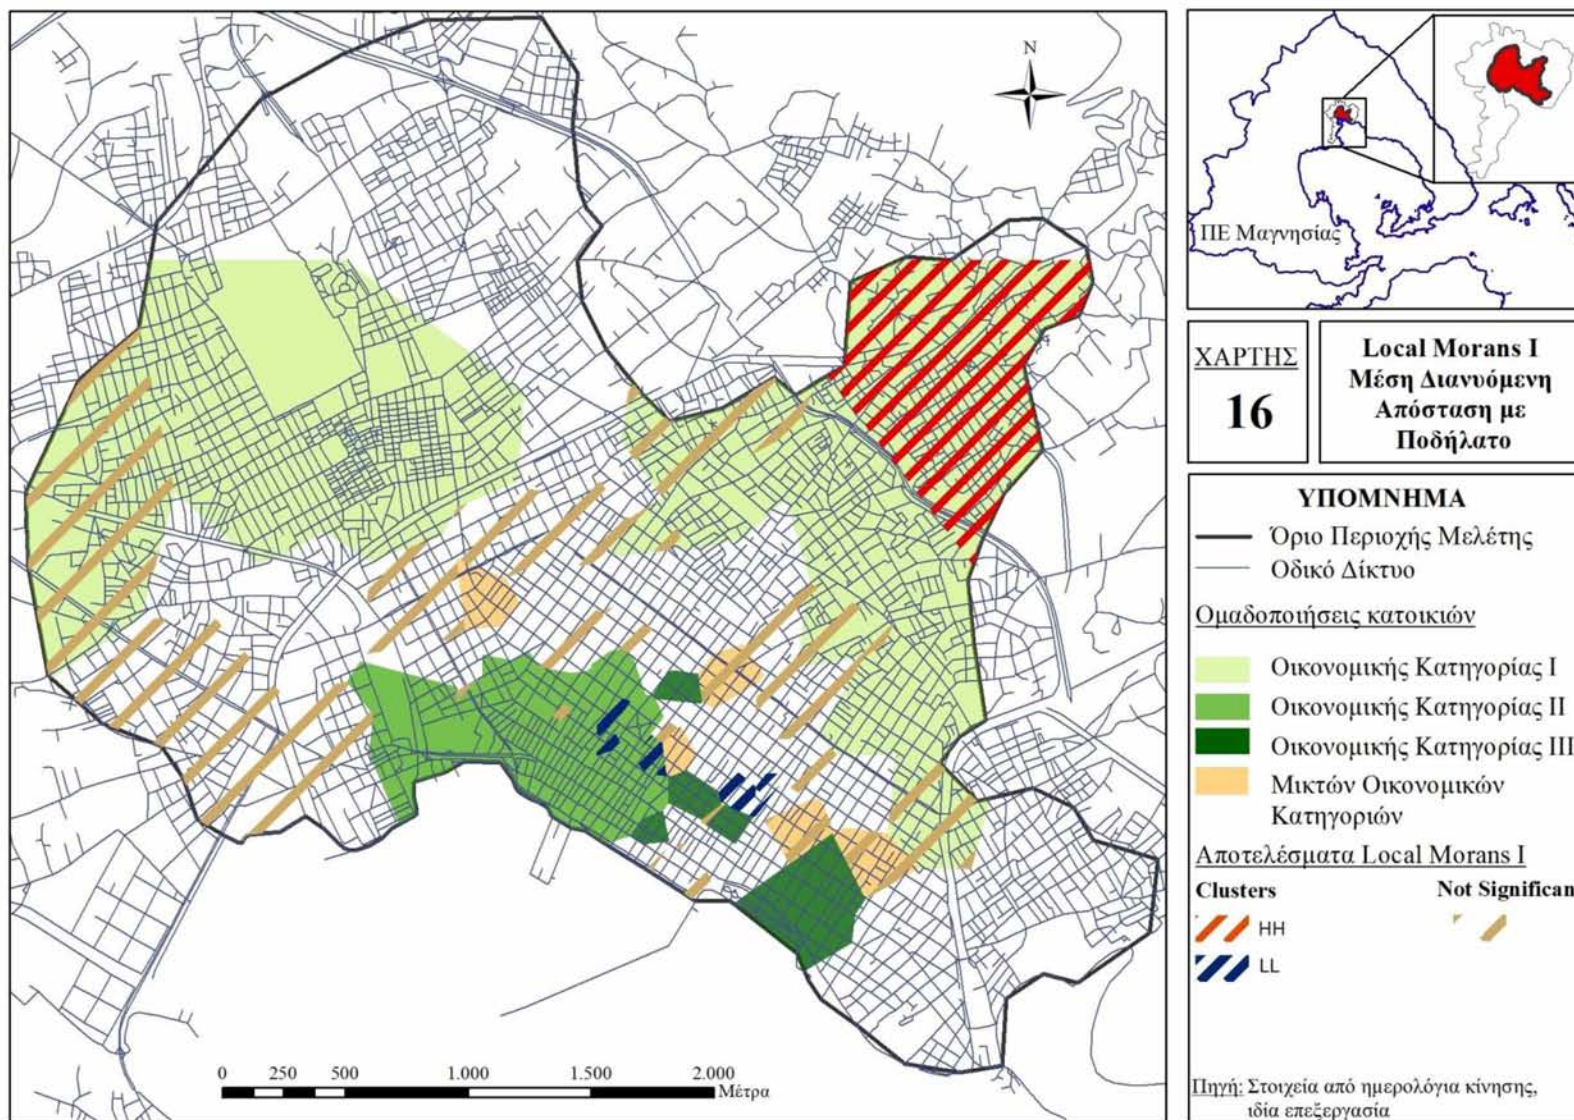 N
0 250 500 1.000 1.500 2.000
Μέτρα
ΠΕ Μαγνησίας
ΧΑΡΤΗΣ
16
Local Morans I
Μέση Διανυόμενη
Απόσταση με
Ποδήλατο
ΥΠΟΜΝΗΜΑ
Όριο Περιοχής Μελέτης
Οδικό Δίκτυο
Ομαδοποιήσεις κατοικιών
Οικονομικής Κατηγορίας Ι
Οικονομικής Κατηγορίας ΙΙ
Οικονομικής Κατηγορίας ΙΙΙ
Μικτών Οικονομικών
Κατηγοριών
Αποτελέσματα Local Morans I
Clusters Not Significan
HH
LL
Πηγή: Στοιχεία από ημερολόγια κίνησης,
ιδία επεξεργασία